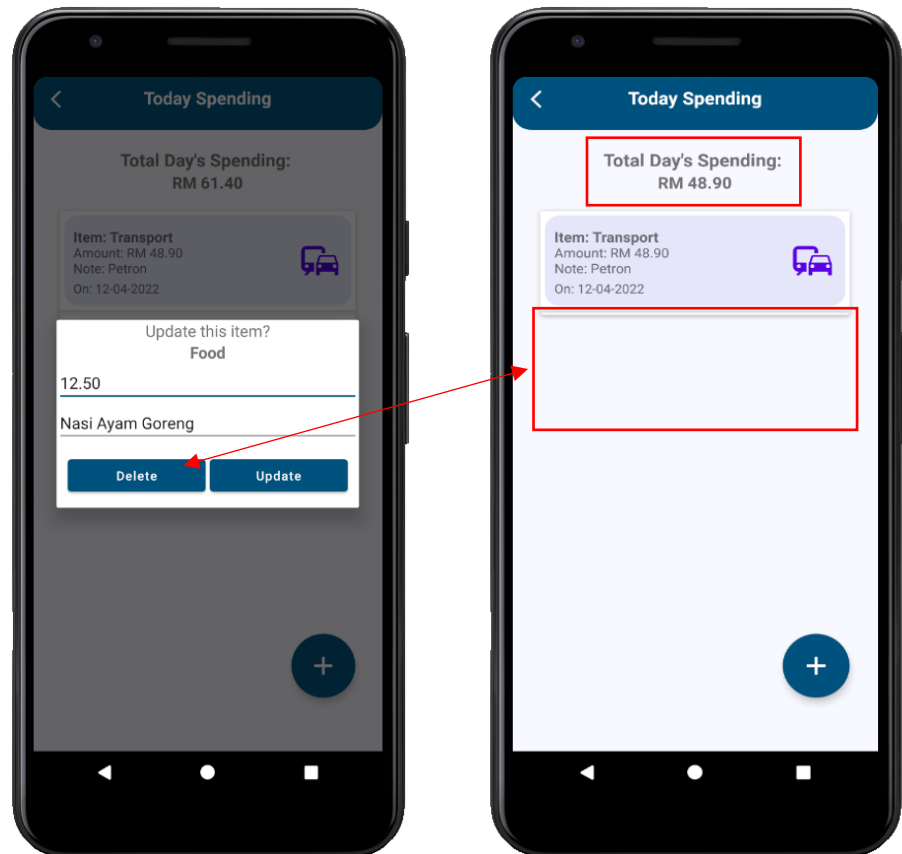 Today Spending
Total Day's Spending:
RM 61.40
Item: Transport
Amount: RM 48.90
Note: Petron
On: 12-04-2022
Update this item?
Food
12.50
Nasi Ayam Goreng
Delete
Update
+
Today Spending
Total Day's Spending:
RM 48.90
Item: Transport
Amount: RM 48.90
Note: Petron
On: 12-04-2022
+